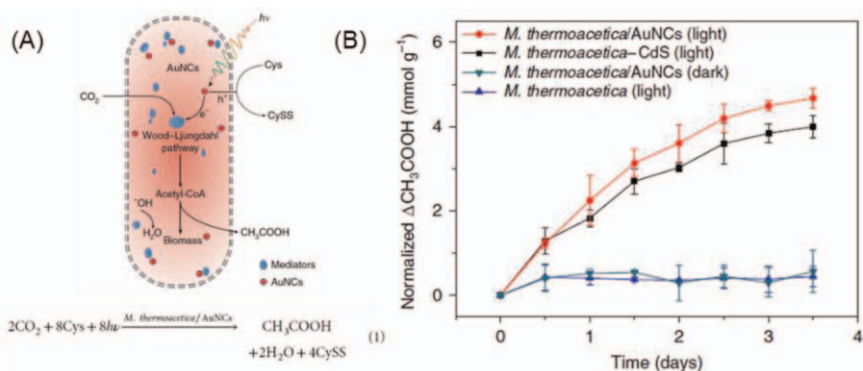 (A)
hν
AuNCs
Cys
CO₂
h⁺
e⁻
CySS
Wood–Ljungdahl
pathway
Acetyl-CoA
·OH
H₂O
CH₃COOH
Biomass
Mediators
AuNCs
2CO₂ + 8Cys + 8hν M. thermoacetica/AuNCs CH₃COOH
+2H₂O + 4CySS (1)
(B)
M. thermoacetica/AuNCs (light)
M. thermoacetica–CdS (light)
M. thermoacetica/AuNCs (dark)
M. thermoacetica (light)
Normalized ΔCH₃COOH (mmol g⁻¹)
6
4
2
0
0 1 2 3 4
Time (days)